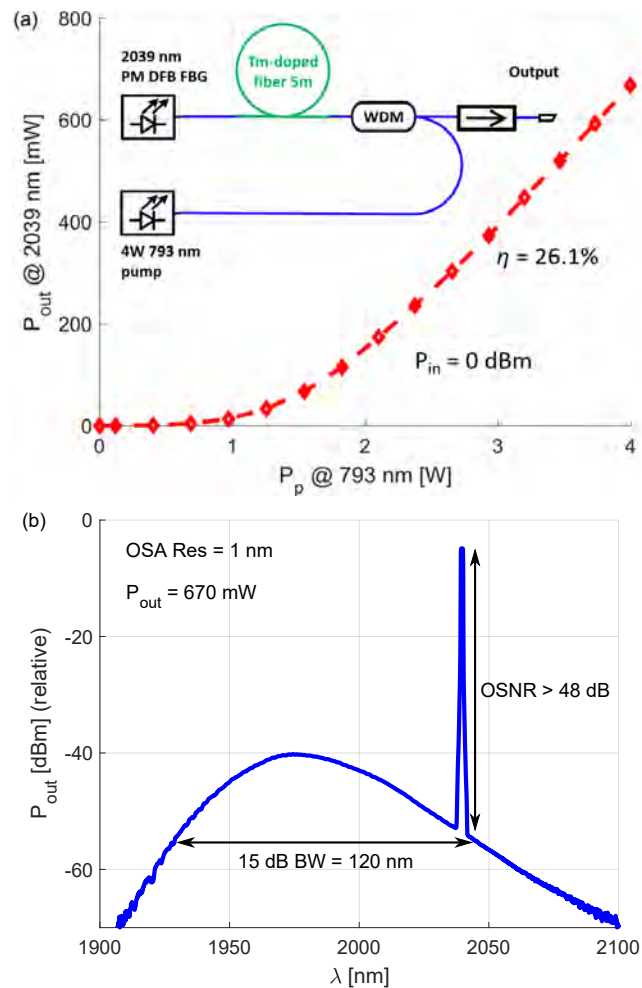 (a)
800
600
400
200
0
P_out @ 2039 nm [mW]
2039 nm
PM DFB FBG
Tm-doped
fiber 5m
WDM
Output
4W 793 nm
pump
η = 26.1%
P_in = 0 dBm
0 1 2 3 4
P_p @ 793 nm [W]
(b)
0
-20
-40
-60
P_out [dBm] (relative)
OSA Res = 1 nm
P_out = 670 mW
OSNR > 48 dB
15 dB BW = 120 nm
1900 1950 2000 2050 2100
λ [nm]